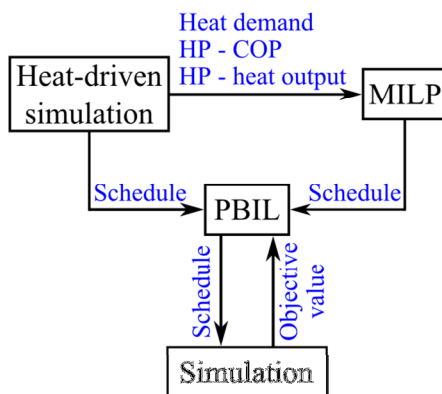 Heat demand
HP - COP
HP - heat output
Heat-driven
simulation
MILP
Schedule
Schedule
PBIL
Schedule
Objective
value
Simulation